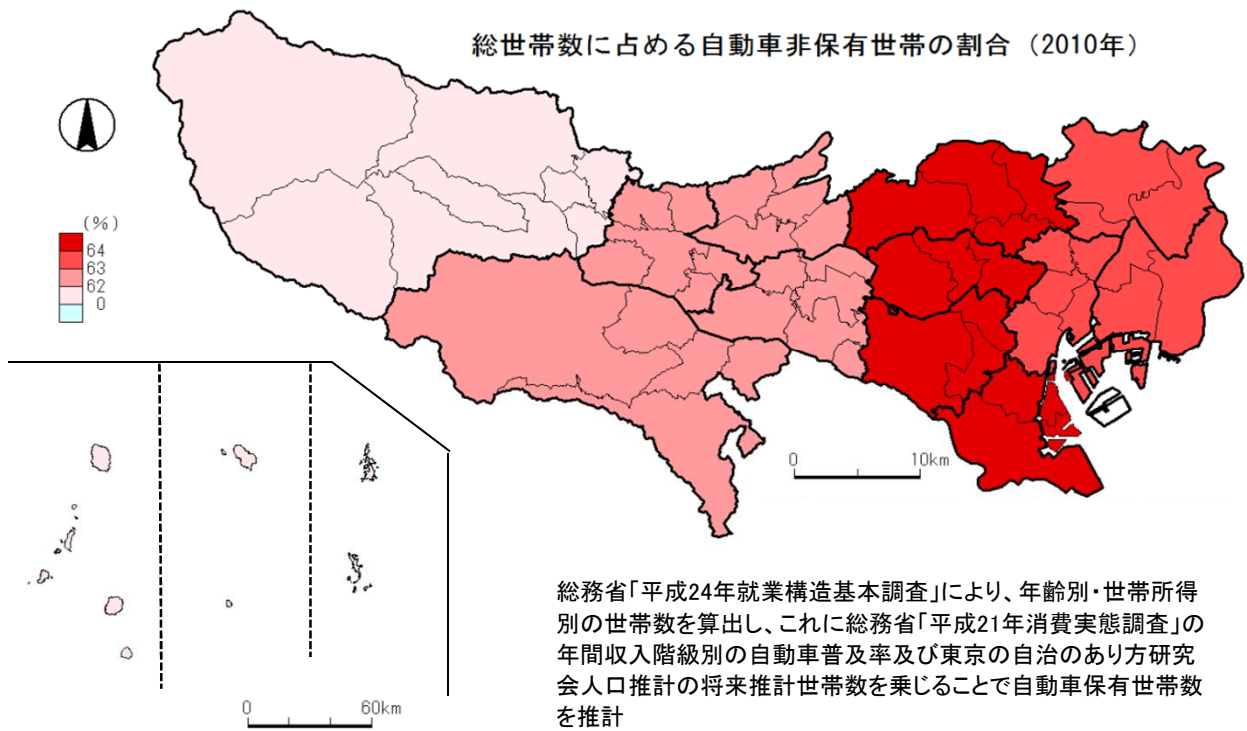 総世帯数に占める自動車非保有世帯の割合（2010年）
(%)
64
63
62
0
0 10km
0 60km
総務省「平成24年就業構造基本調査」により、年齢別・世帯所得
別の世帯数を算出し、これに総務省「平成21年消費実態調査」の
年間収入階級別の自動車普及率及び東京の自治のあり方研究
会人口推計の将来推計世帯数を乗じることで自動車保有世帯数
を推計